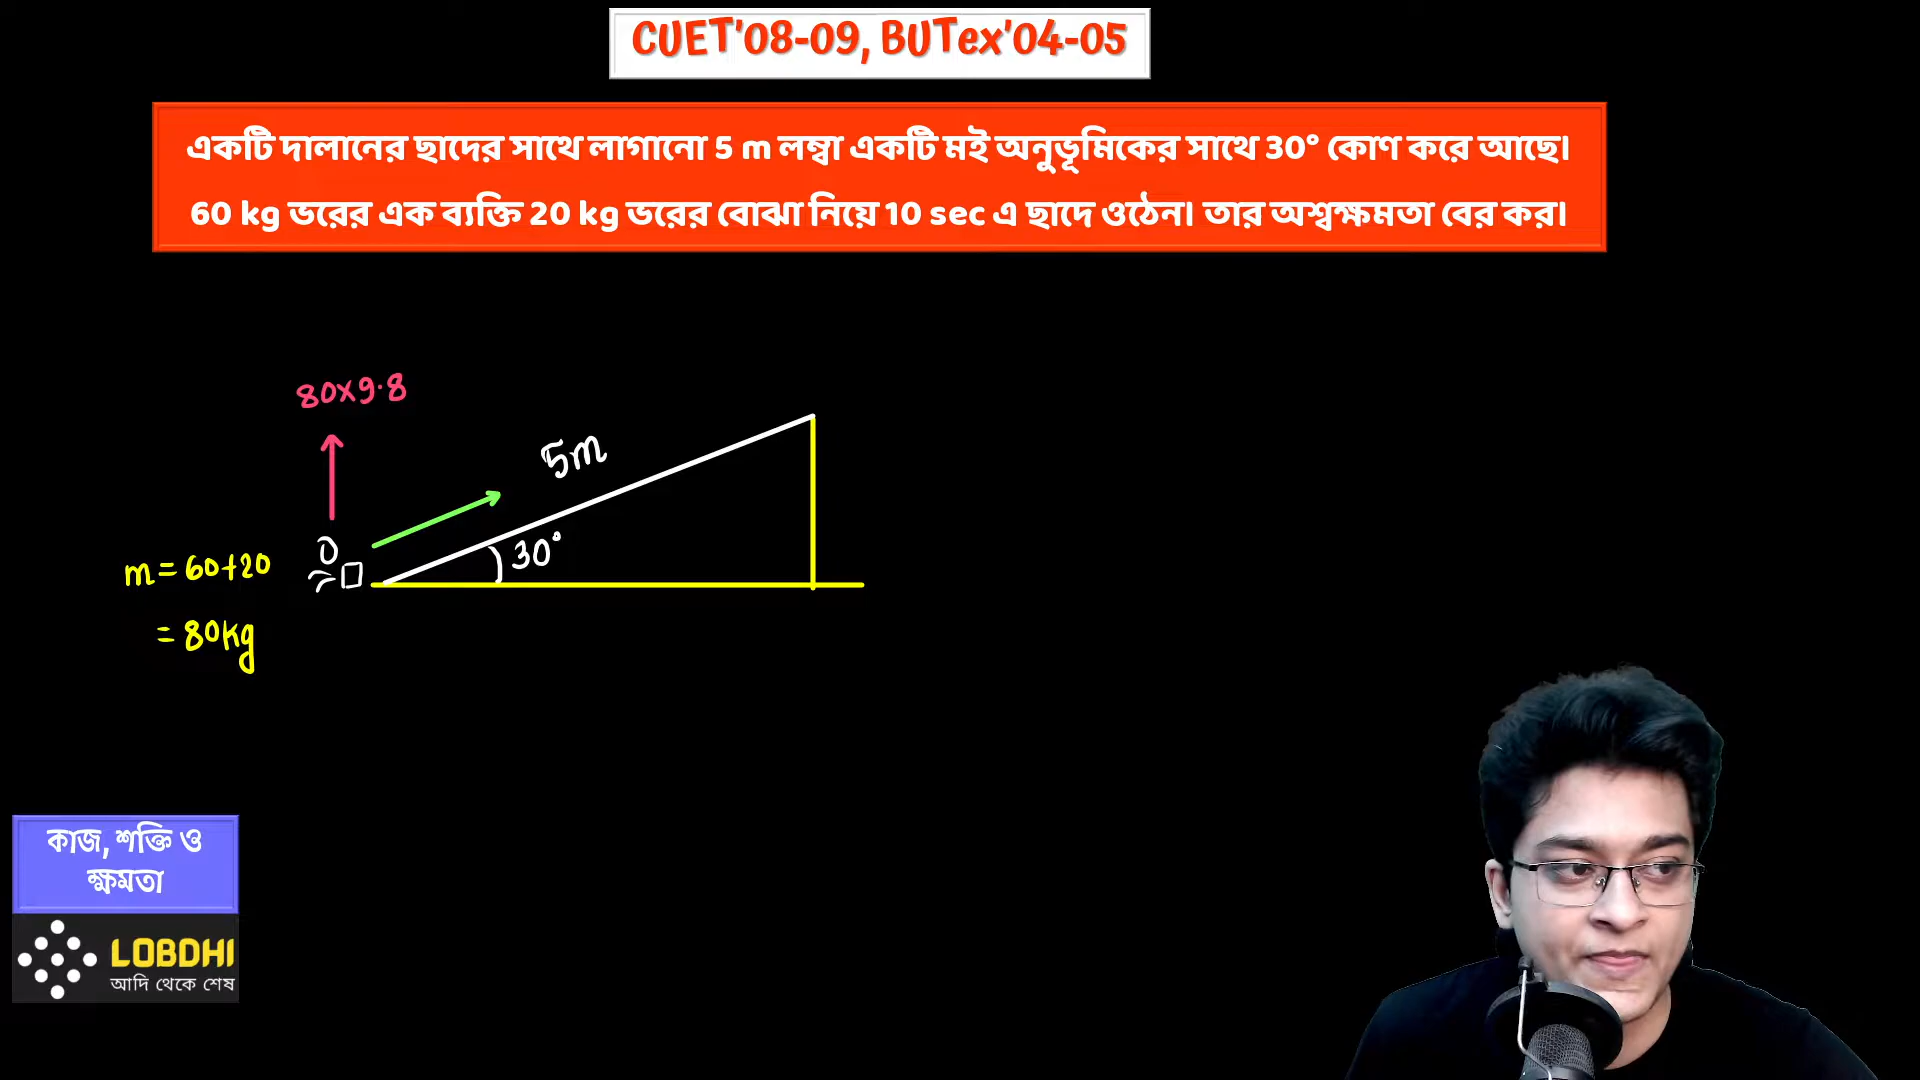 CUET'08-09, BUTex'04-05
একটি দালানের ছাদের সাথে লাগানো 5 m লম্বা একটি মই অনুভূমিকের সাথে 30° কোণ করে আছে।
60 kg ভরের এক ব্যক্তি 20 kg ভরের বোঝা নিয়ে 10 sec এ ছাদে ওঠেন। তার অশ্বক্ষমতা বের কর।
80x9.8
5m
30°
m = 60+20
= 80kg
কাজ, শক্তি ও
ক্ষমতা
LOBDHI
আদি থেকে শেষ